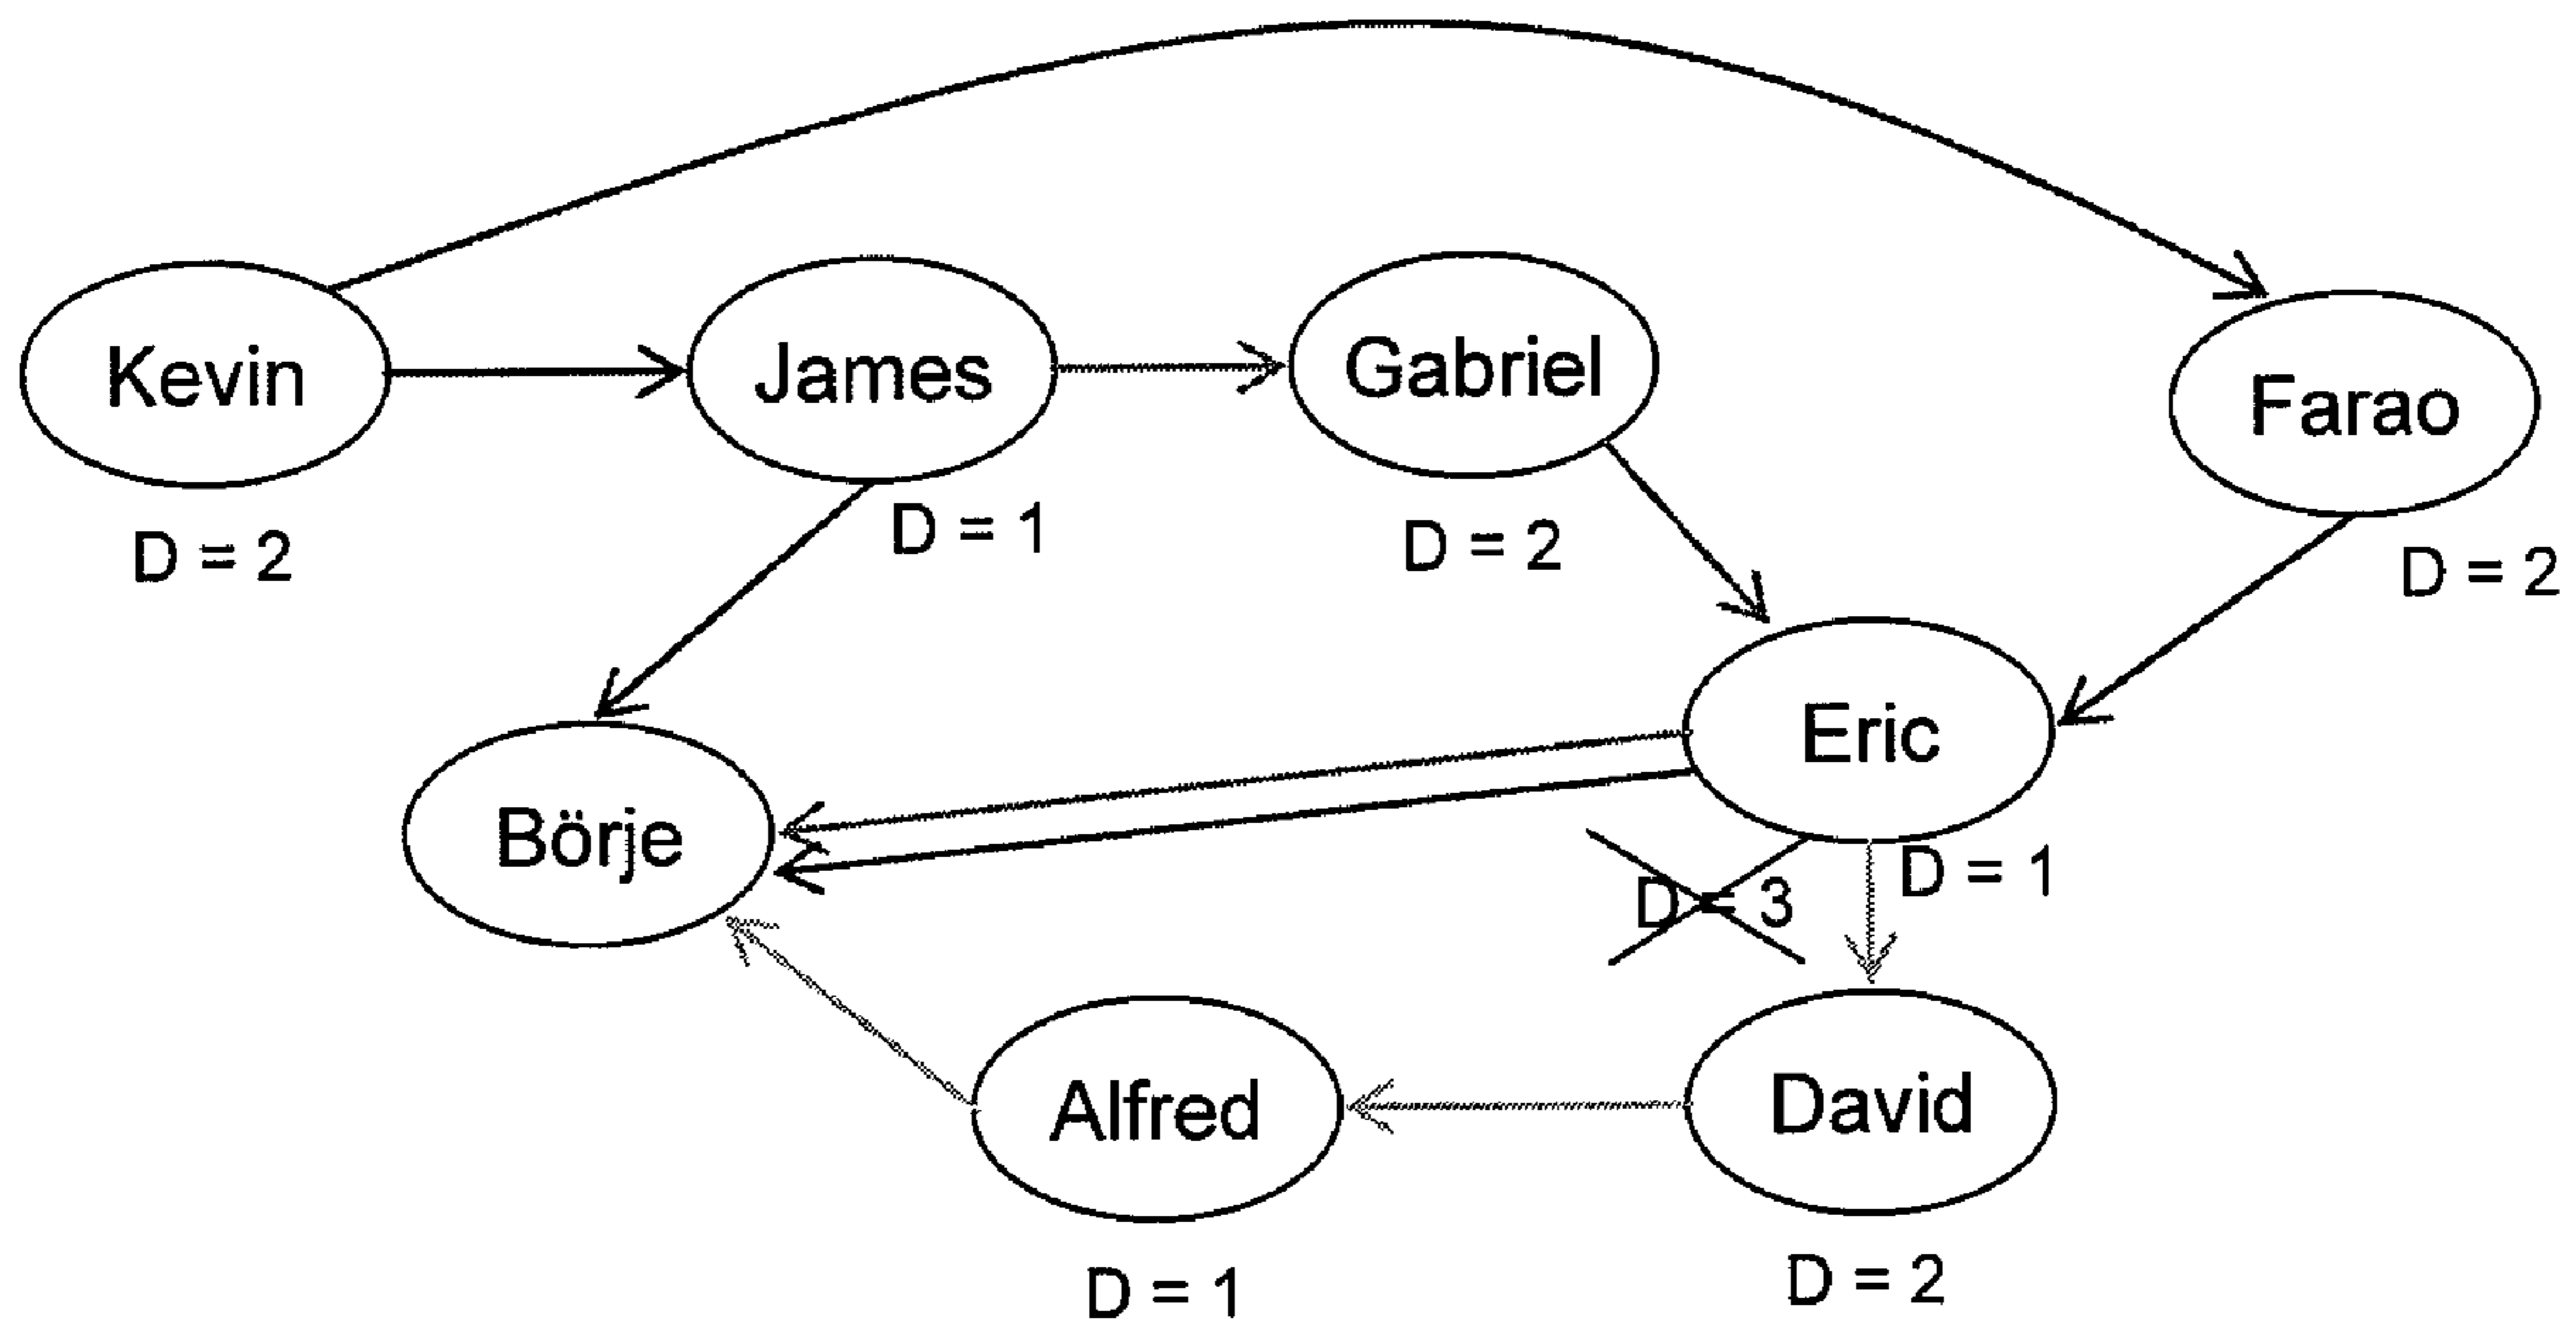 Kevin
James
Gabriel
Farao
D = 2
D = 1
D = 2
D = 2
Eric
Börje
D = 3
D = 1
Alfred
David
D = 1
D = 2